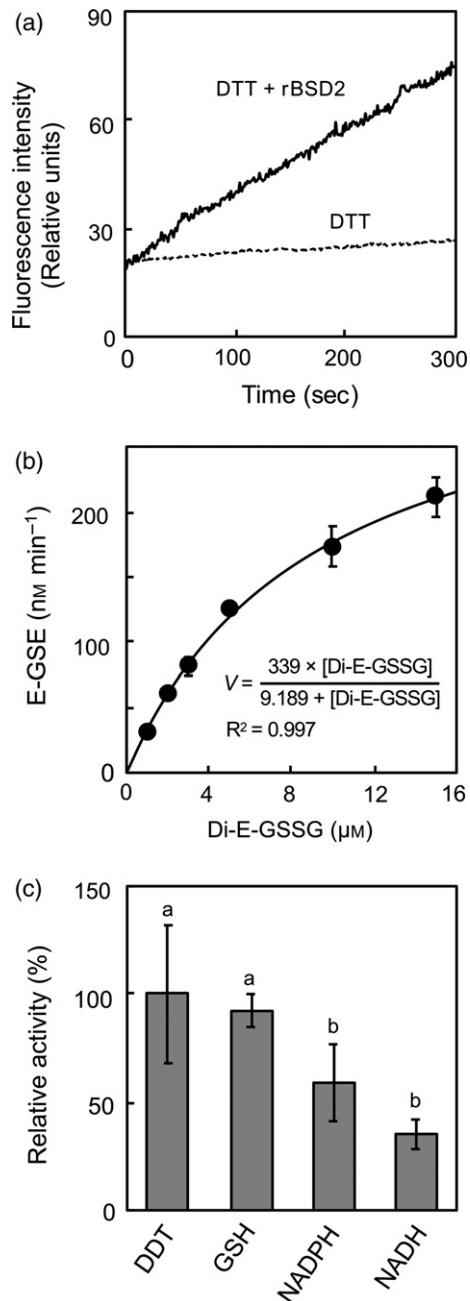 (a)
90
60
30
0
Fluorescence intensity
(Relative units)
DTT + rBSD2
DTT
0 100 200 300
Time (sec)
(b)
200
100
0
E-GSE (nM min⁻¹)
V = 339 × [Di-E-GSSG] / 9.189 + [Di-E-GSSG]
R² = 0.997
0 4 8 12 16
Di-E-GSSG (µM)
(c)
150
100
50
0
Relative activity (%)
a a b b
DDT GSH NADPH NADH